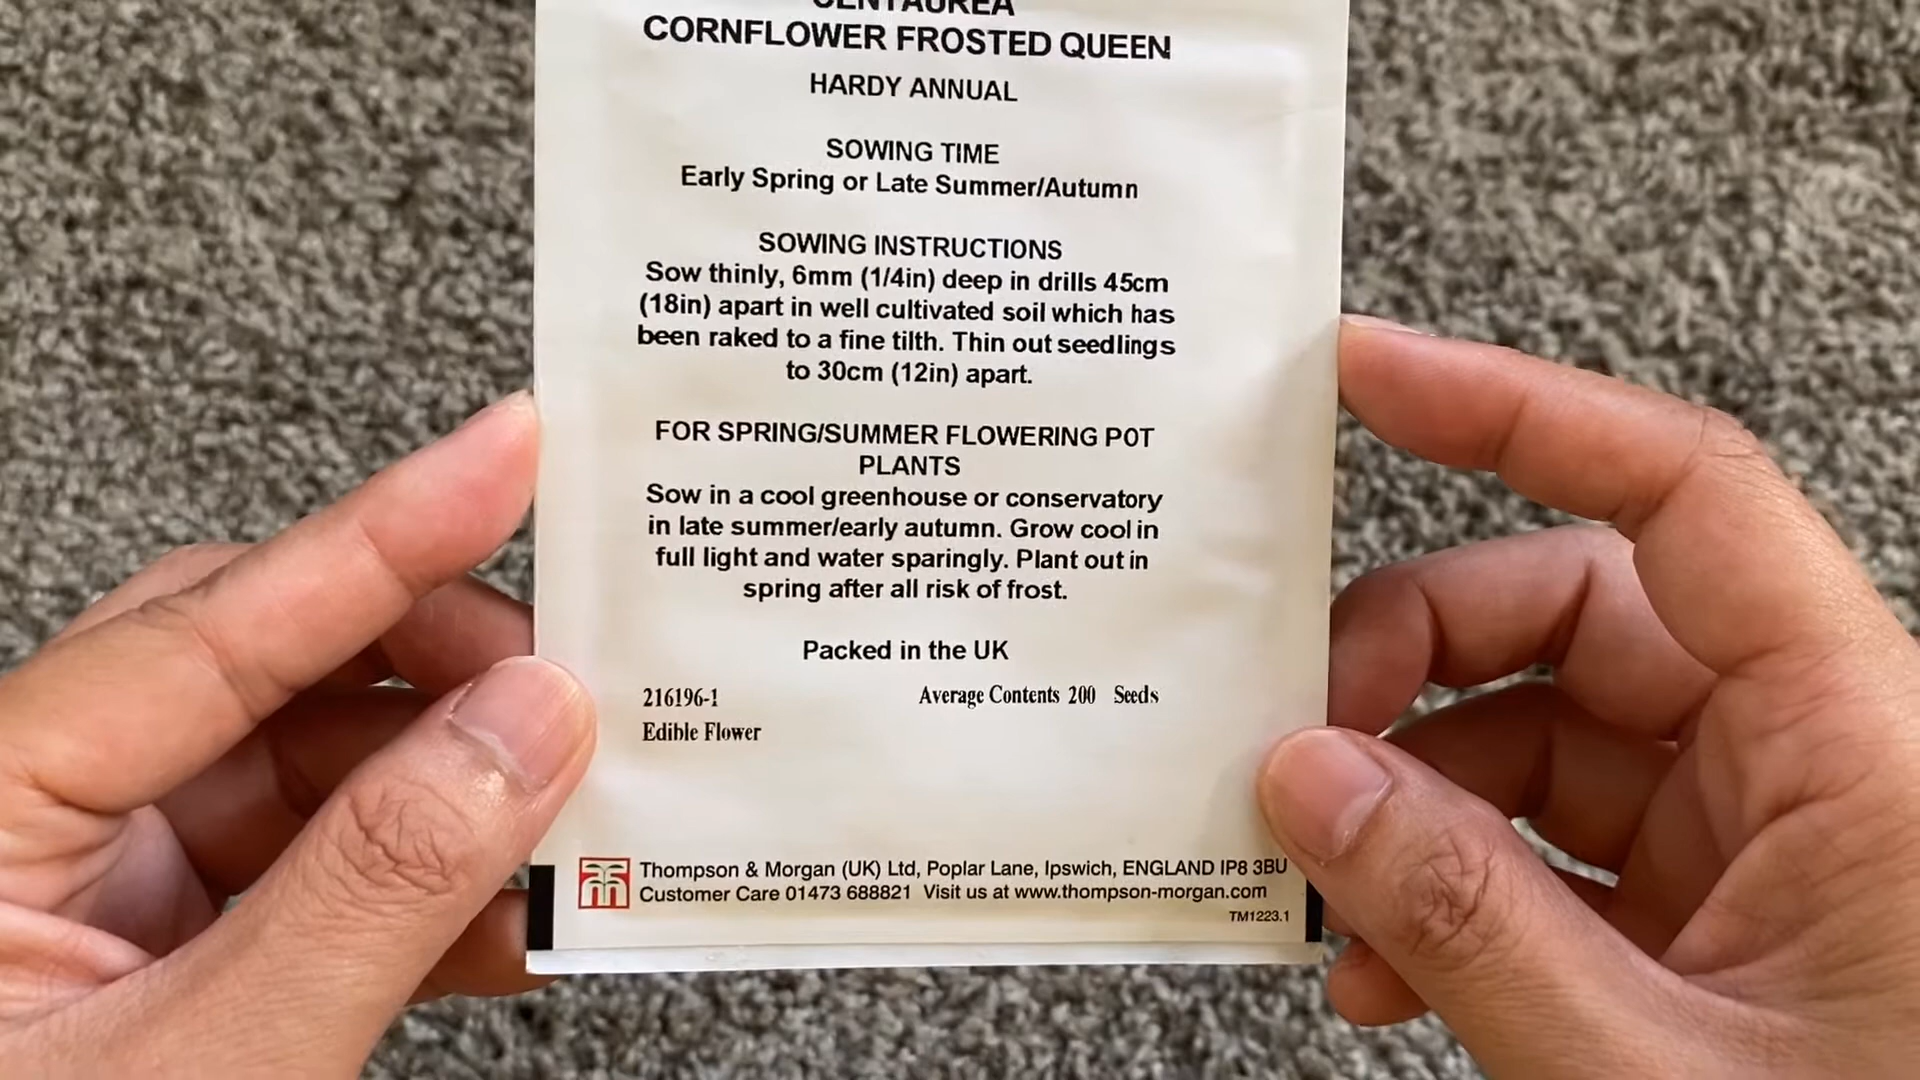 CENTAUREA
CORNFLOWER FROSTED QUEEN
HARDY ANNUAL
SOWING TIME
Early Spring or Late Summer/Autumn
SOWING INSTRUCTIONS
Sow thinly, 6mm (1/4in) deep in drills 45cm
(18in) apart in well cultivated soil which has
been raked to a fine tilth. Thin out seedlings
to 30cm (12in) apart.
FOR SPRING/SUMMER FLOWERING POT
PLANTS
Sow in a cool greenhouse or conservatory
in late summer/early autumn. Grow cool in
full light and water sparingly. Plant out in
spring after all risk of frost.
Packed in the UK
216196-1 Average Contents 200 Seeds
Edible Flower
Thompson & Morgan (UK) Ltd, Poplar Lane, Ipswich, ENGLAND IP8 3BU
Customer Care 01473 688821 Visit us at www.thompson-morgan.com
TM1223.1